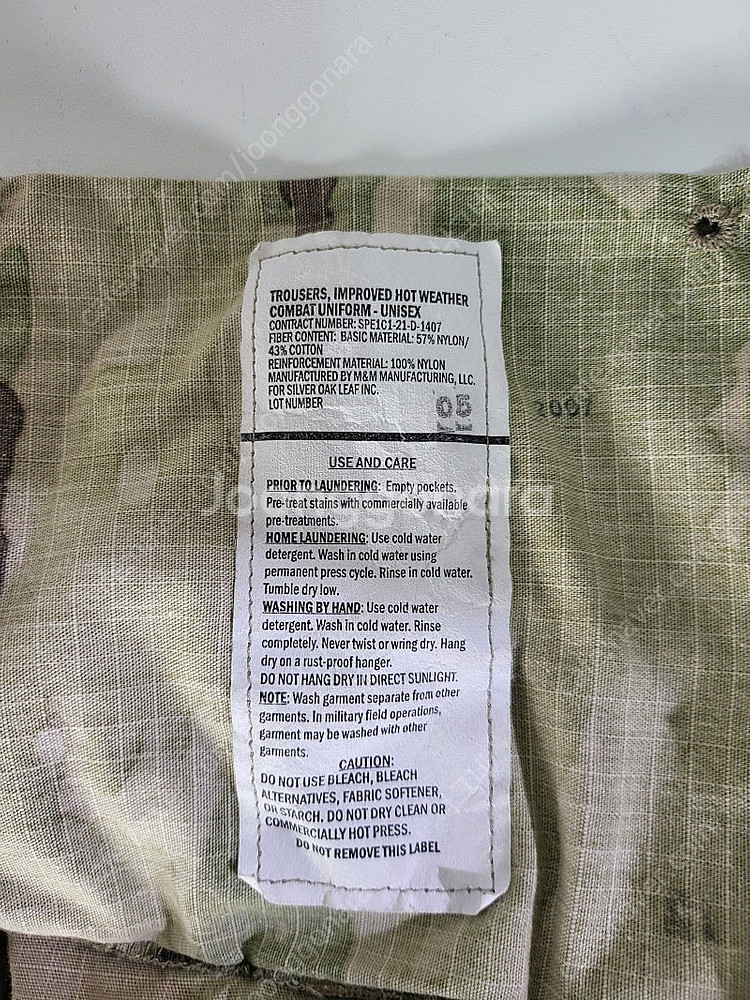 TROUSERS, IMPROVED HOT WEATHER
COMBAT UNIFORM - UNISEX
CONTRACT NUMBER: SPE1C1-21-D-1407
FIBER CONTENT: BASIC MATERIAL: 57% NYLON/
43% COTTON
REINFORCEMENT MATERIAL: 100% NYLON
MANUFACTURED BY M&M MANUFACTURING, LLC.
FOR SILVER OAK LEAF INC.
LOT NUMBER
05
USE AND CARE
PRIOR TO LAUNDERING: Empty pockets.
Pre-treat stains with commercially available
pre-treatments.
HOME LAUNDERING: Use cold water
detergent. Wash in cold water using
permanent press cycle. Rinse in cold water.
Tumble dry low.
WASHING BY HAND: Use cold water
detergent. Wash in cold water. Rinse
completely. Never twist or wring dry. Hang
dry on a rust-proof hanger.
DO NOT HANG DRY IN DIRECT SUNLIGHT.
NOTE: Wash garment separate from other
garments. In military field operations,
garment may be washed with other
garments.
CAUTION:
DO NOT USE BLEACH, BLEACH
ALTERNATIVES, FABRIC SOFTENER,
OR STARCH. DO NOT DRY CLEAN OR
COMMERCIALLY HOT PRESS.
DO NOT REMOVE THIS LABEL
Joonggonara